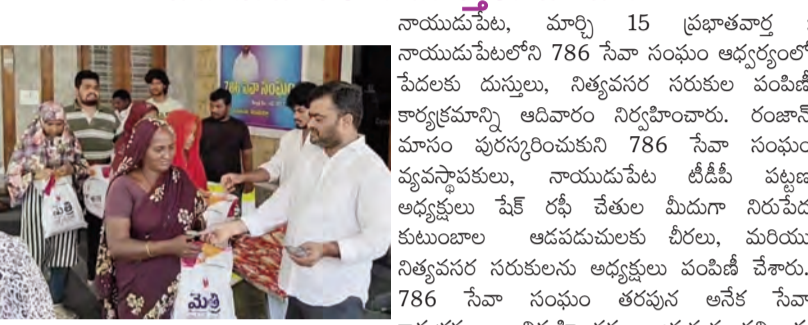 నాయుడుపేట, మార్చి 15 ప్రభాతవార్త :
నాయుడుపేటలోని 786 సేవా సంఘం ఆధ్వర్యంలో
పేదలకు దుస్తులు, నిత్యవసర సరుకుల పంపిణీ
కార్యక్రమాన్ని ఆదివారం నిర్వహించారు. రంజాన్
మాసం పురస్కరించుకుని 786 సేవా సంఘం
వ్యవస్థాపకులు, నాయుడుపేట టీడీపీ పట్టణ
అధ్యక్షులు షేక్ రఫీ చేతుల మీదుగా నిరుపేద
కుటుంబాల ఆడపడుచులకు చీరలు, మరియు
నిత్యవసర సరుకులను అధ్యక్షులు పంపిణీ చేశారు.
786 సేవా సంఘం తరపున అనేక సేవా
786 సేవా సంఘం
మైత్రి